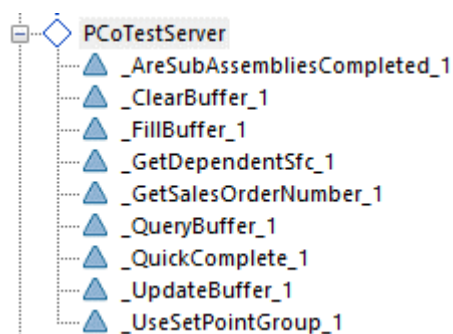 PCoTestServer
_AreSubAssembliesCompleted_1
_ClearBuffer_1
_FillBuffer_1
_GetDependentSfc_1
_GetSalesOrderNumber_1
_QueryBuffer_1
_QuickComplete_1
_UpdateBuffer_1
_UseSetPointGroup_1